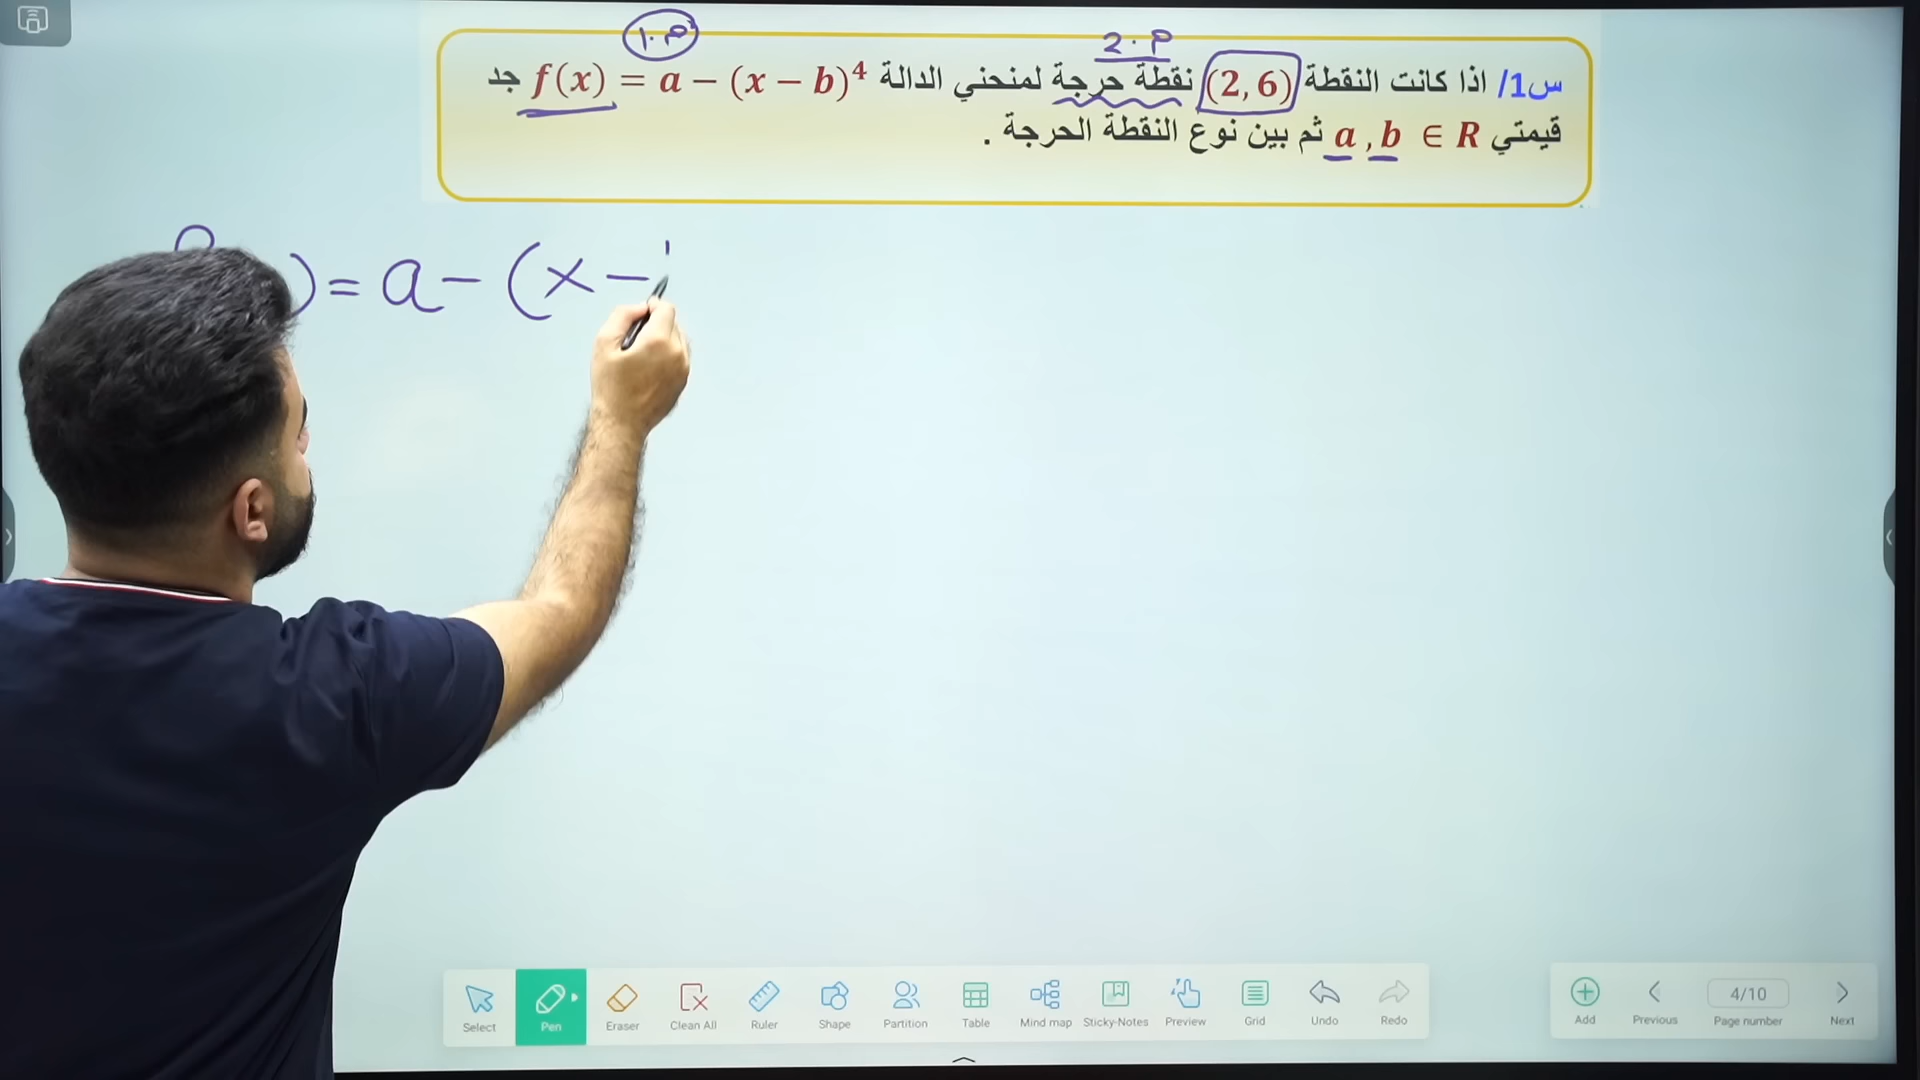 م.1
م.2
س1/ اذا كانت النقطة (2,6) نقطة حرجة لمنحني الدالة f(x) = a − (x − b)⁴ جد
قيمتي a , b ∈ R ثم بين نوع النقطة الحرجة .
) = a − (x −
Select
Pen
Eraser
Clean All
Ruler
Shape
Partition
Table
Mind map
Sticky-Notes
Preview
Grid
Undo
Redo
Add
Previous
4/10
Page number
Next